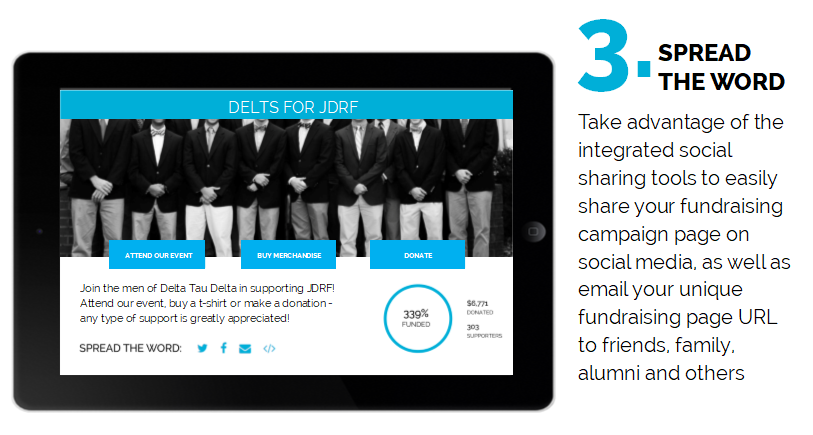 DELTS FOR JDRF
ATTEND OUR EVENT
BUY MERCHANDISE
DONATE
Join the men of Delta Tau Delta in supporting JDRF!
Attend our event, buy a t-shirt or make a donation -
any type of support is greatly appreciated!
SPREAD THE WORD:
339%
FUNDED
$6,771
DONATED
303
SUPPORTERS
3.
SPREAD
THE WORD
Take advantage of the
integrated social
sharing tools to easily
share your fundraising
campaign page on
social media, as well as
email your unique
fundraising page URL
to friends, family,
alumni and others